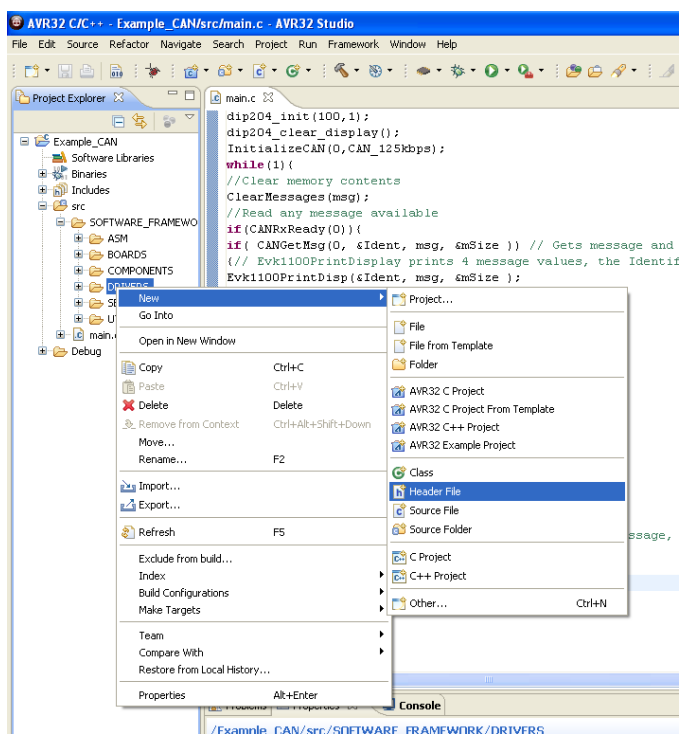 AVR32 C/C++ - Example_CAN/src/main.c - AVR32 Studio
File Edit Source Refactor Navigate Search Project Run Framework Window Help
Project Explorer
main.c
Example_CAN
Software Libraries
Binaries
Includes
src
SOFTWARE_FRAMEWO
ASM
BOARDS
COMPONENTS
DRIVERS
SE
U
main.
Debug
dip204_init(100,1);
dip204_clear_display();
InitializeCAN(0,CAN_125kbps);
while(1){
//Clear memory contents
ClearMessages(msg);
//Read any message available
if(CANRxReady(0)){
if( CANGetMsg(0, &Ident, msg, &mSize )) // Gets message and
{// Evk1100PrintDisplay prints 4 message values, the Identif
Evk1100PrintDisp(&Ident, msg, &mSize );
ssage,
New
Go Into
Open in New Window
Copy Ctrl+C
Paste Ctrl+V
Delete Delete
Remove from Context Ctrl+Alt+Shift+Down
Move...
Rename... F2
Import...
Export...
Refresh F5
Exclude from build...
Index
Build Configurations
Make Targets
Team
Compare With
Restore from Local History...
Properties Alt+Enter
Project...
File
File from Template
Folder
AVR32 C Project
AVR32 C Project From Template
AVR32 C++ Project
AVR32 Example Project
Class
Header File
Source File
Source Folder
C Project
C++ Project
Other... Ctrl+N
Problems Properties Console
/Example_CAN/src/SOFTWARE_FRAMEWORK/DRIVERS